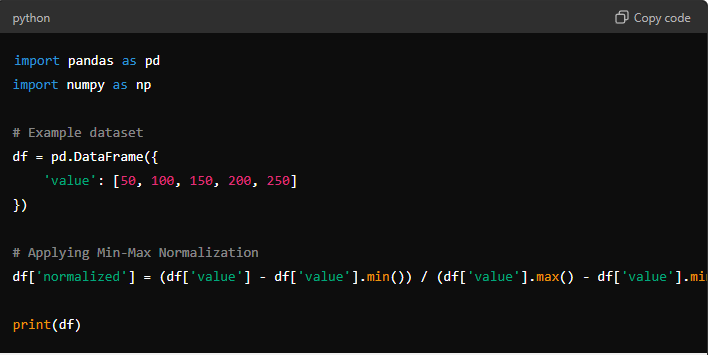 python
Copy code
import pandas as pd
import numpy as np
# Example dataset
df = pd.DataFrame({
    'value': [50, 100, 150, 200, 250]
})
# Applying Min-Max Normalization
df['normalized'] = (df['value'] - df['value'].min()) / (df['value'].max() - df['value'].mi
print(df)